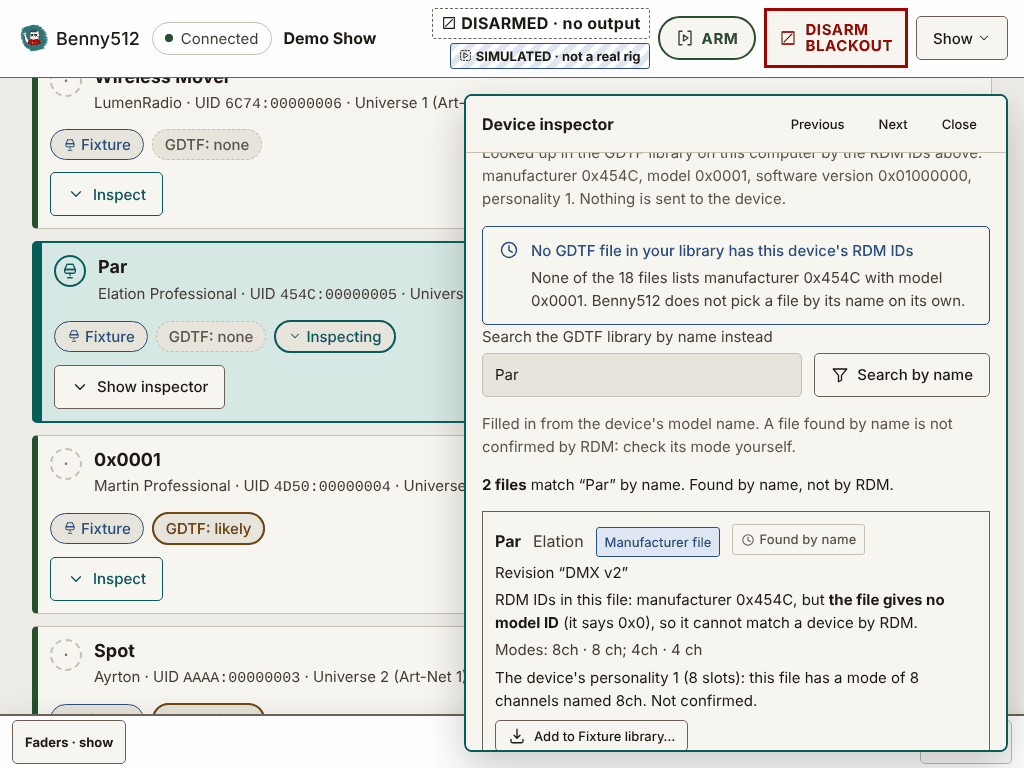 Benny512
Connected
Demo Show
DISARMED · no output
SIMULATED · not a real rig
ARM
DISARM
BLACKOUT
Show
Wireless Mover
LumenRadio · UID 6C74:00000006 · Universe 1 (Art-
Fixture
GDTF: none
Inspect
Par
Elation Professional · UID 454C:00000005 · Univers
Fixture
GDTF: none
Inspecting
Show inspector
0x0001
Martin Professional · UID 4D50:00000004 · Universe
Fixture
GDTF: likely
Inspect
Spot
Ayrton · UID AAAA:00000003 · Universe 2 (Art-Net 1)
Faders · show
Device inspector
Previous
Next
Close
Looked up in the GDTF library on this computer by the RDM IDs above:
manufacturer 0x454C, model 0x0001, software version 0x01000000,
personality 1. Nothing is sent to the device.
No GDTF file in your library has this device's RDM IDs
None of the 18 files lists manufacturer 0x454C with model
0x0001. Benny512 does not pick a file by its name on its own.
Search the GDTF library by name instead
Par
Search by name
Filled in from the device's model name. A file found by name is not
confirmed by RDM: check its mode yourself.
2 files match “Par” by name. Found by name, not by RDM.
Par Elation Manufacturer file Found by name
Revision “DMX v2”
RDM IDs in this file: manufacturer 0x454C, but the file gives no
model ID (it says 0x0), so it cannot match a device by RDM.
Modes: 8ch · 8 ch; 4ch · 4 ch
The device's personality 1 (8 slots): this file has a mode of 8
channels named 8ch. Not confirmed.
Add to Fixture library…